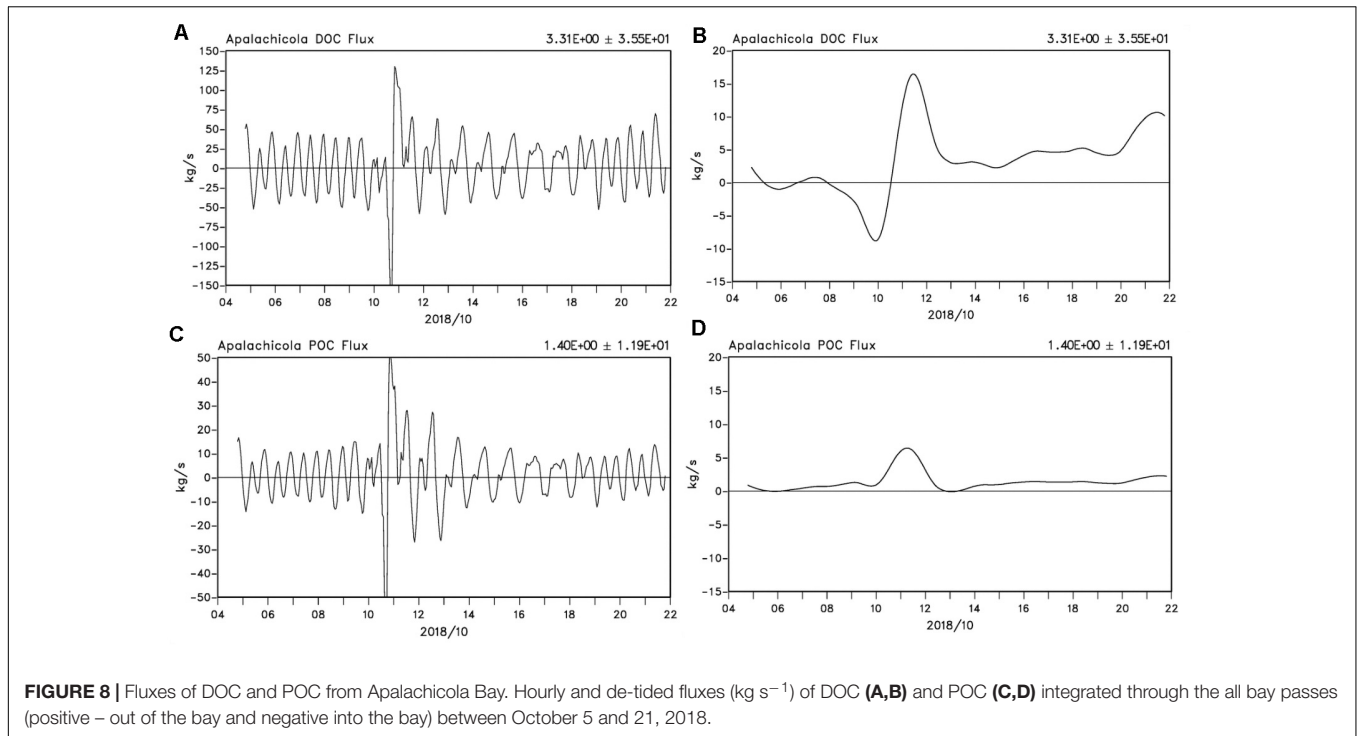 A
Apalachicola DOC Flux 3.31E+00 ± 3.55E+01
150
125
100
75
50
25
0
-25
-50
-75
-100
-125
-150
kg/s
04 06 08 10 12 14 16 18 20 22
2018/10
B
Apalachicola DOC Flux 3.31E+00 ± 3.55E+01
20
15
10
5
0
-5
-10
-15
kg/s
04 06 08 10 12 14 16 18 20 22
2018/10
C
Apalachicola POC Flux 1.40E+00 ± 1.19E+01
50
40
30
20
10
0
-10
-20
-30
-40
-50
kg/s
04 06 08 10 12 14 16 18 20 22
2018/10
D
Apalachicola POC Flux 1.40E+00 ± 1.19E+01
20
15
10
5
0
-5
-10
-15
kg/s
04 06 08 10 12 14 16 18 20 22
2018/10
FIGURE 8 | Fluxes of DOC and POC from Apalachicola Bay. Hourly and de-tided fluxes (kg s⁻¹) of DOC (A,B) and POC (C,D) integrated through the all bay passes
(positive – out of the bay and negative into the bay) between October 5 and 21, 2018.